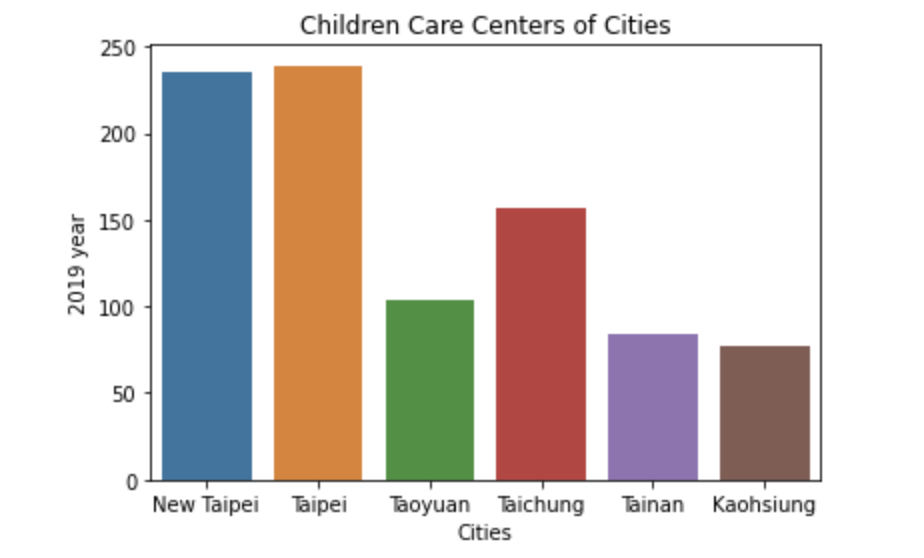 Children Care Centers of Cities
250
200
150
100
50
0
2019 year
New Taipei Taipei Taoyuan Taichung Tainan Kaohsiung
Cities